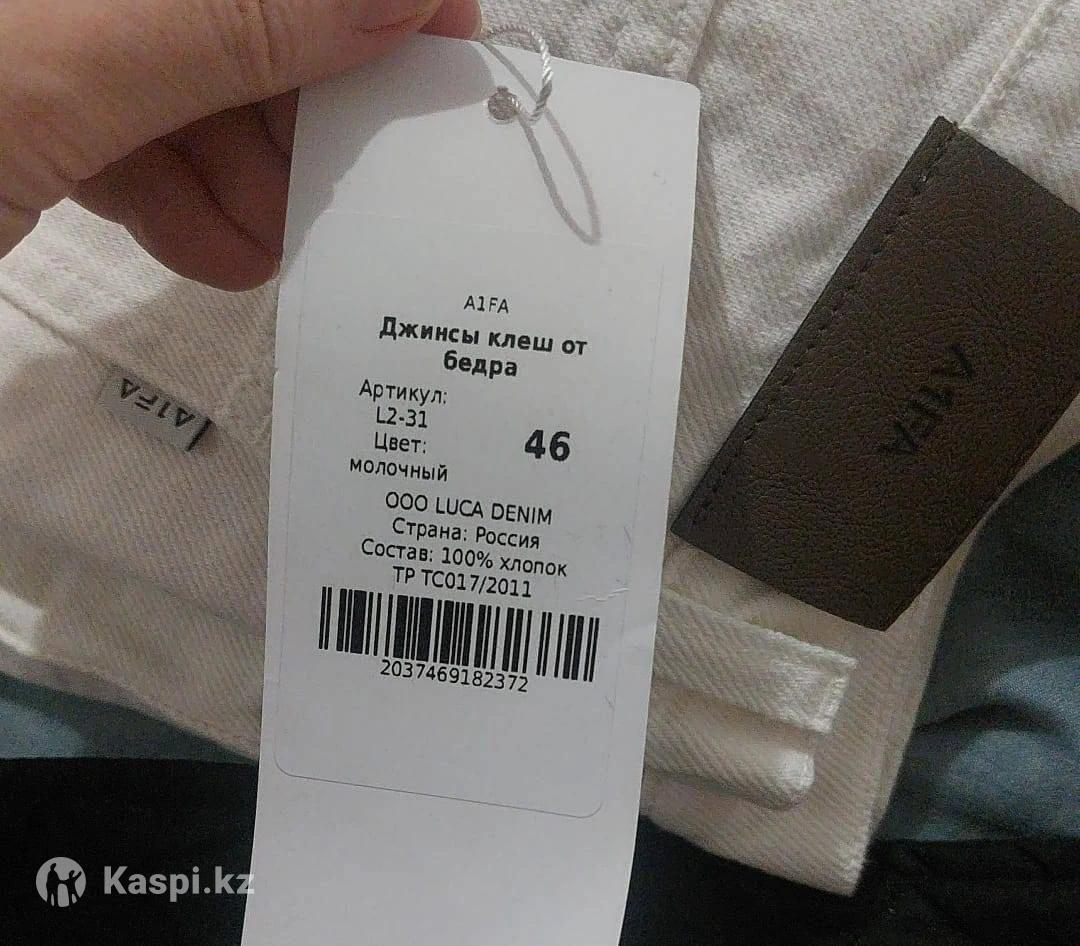 A1FA
Джинсы клеш от
бедра
Артикул:
L2-31
Цвет:
молочный
46
ООО LUCA DENIM
Страна: Россия
Состав: 100% хлопок
ТР ТС017/2011
2037469182372
A1FA
A1FA
Kaspi.kz